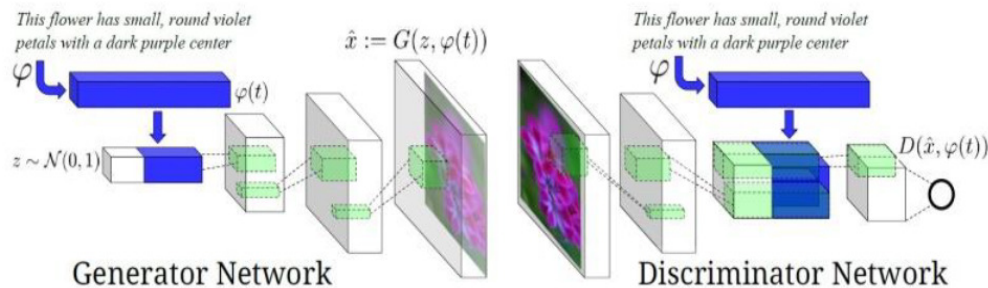 This flower has small, round violet
petals with a dark purple center
φ
φ(t)
z ~ 𝒩(0, 1)
x̂ := G(z, φ(t))
Generator Network
This flower has small, round violet
petals with a dark purple center
φ
D(x̂, φ(t))
Discriminator Network